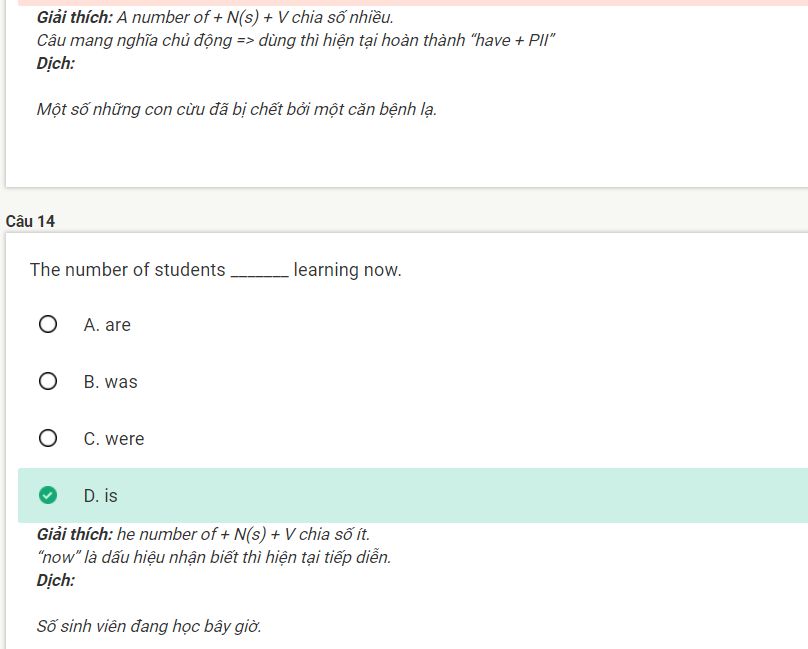 Giải thích: A number of + N(s) + V chia số nhiều.
Câu mang nghĩa chủ động => dùng thì hiện tại hoàn thành “have + PII”
Dịch:
Một số những con cừu đã bị chết bởi một căn bệnh lạ.
Câu 14
The number of students _______ learning now.
A. are
B. was
C. were
D. is
Giải thích: he number of + N(s) + V chia số ít.
“now” là dấu hiệu nhận biết thì hiện tại tiếp diễn.
Dịch:
Số sinh viên đang học bây giờ.